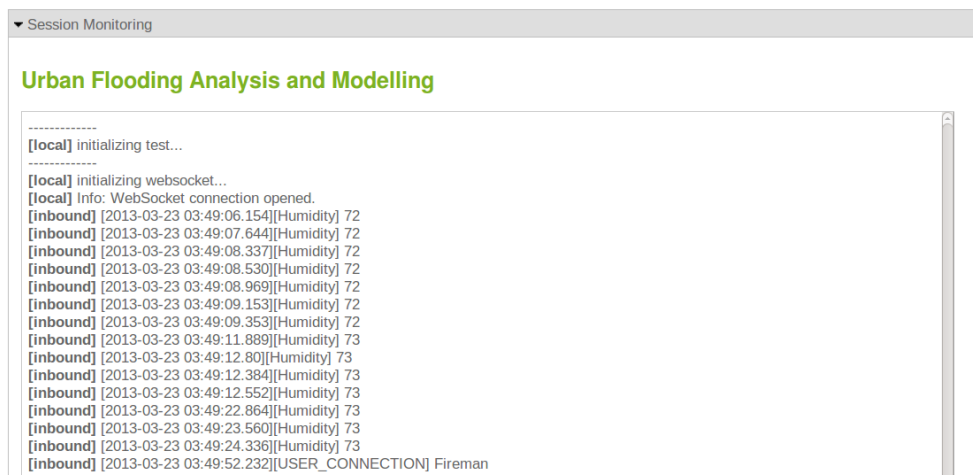 Session Monitoring
Urban Flooding Analysis and Modelling
-------------
[local] initializing test...
-------------
[local] initializing websocket...
[local] Info: WebSocket connection opened.
[inbound] [2013-03-23 03:49:06.154][Humidity] 72
[inbound] [2013-03-23 03:49:07.644][Humidity] 72
[inbound] [2013-03-23 03:49:08.337][Humidity] 72
[inbound] [2013-03-23 03:49:08.530][Humidity] 72
[inbound] [2013-03-23 03:49:08.969][Humidity] 72
[inbound] [2013-03-23 03:49:09.153][Humidity] 72
[inbound] [2013-03-23 03:49:09.353][Humidity] 72
[inbound] [2013-03-23 03:49:11.889][Humidity] 73
[inbound] [2013-03-23 03:49:12.80][Humidity] 73
[inbound] [2013-03-23 03:49:12.384][Humidity] 73
[inbound] [2013-03-23 03:49:12.552][Humidity] 73
[inbound] [2013-03-23 03:49:22.864][Humidity] 73
[inbound] [2013-03-23 03:49:23.560][Humidity] 73
[inbound] [2013-03-23 03:49:24.336][Humidity] 73
[inbound] [2013-03-23 03:49:52.232][USER_CONNECTION] Fireman